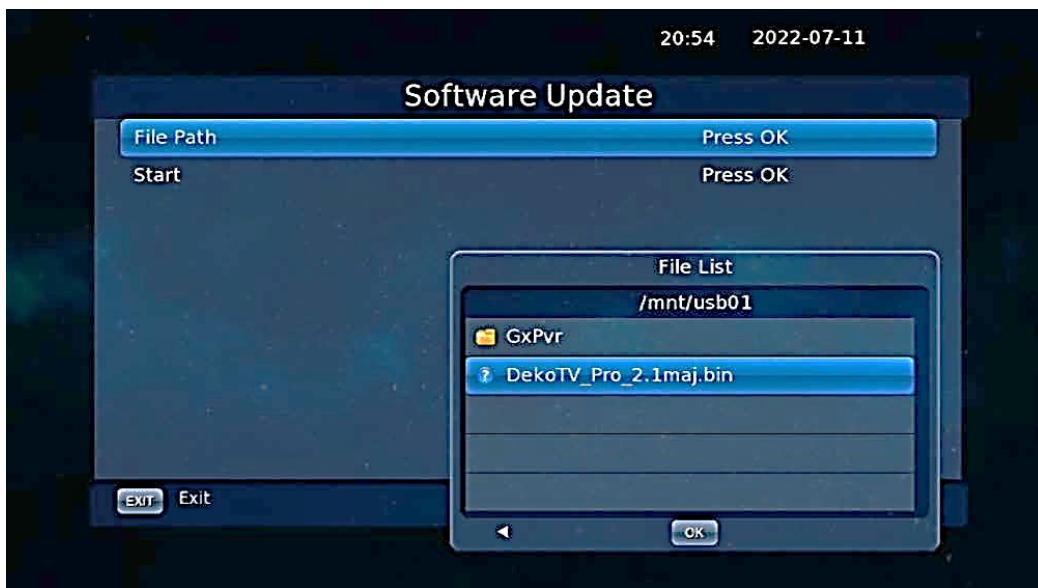 20:54 2022-07-11
Software Update
File Path Press OK
Start Press OK
File List
/mnt/usb01
GxPvr
DekoTV_Pro_2.1maj.bin
EXIT Exit
OK